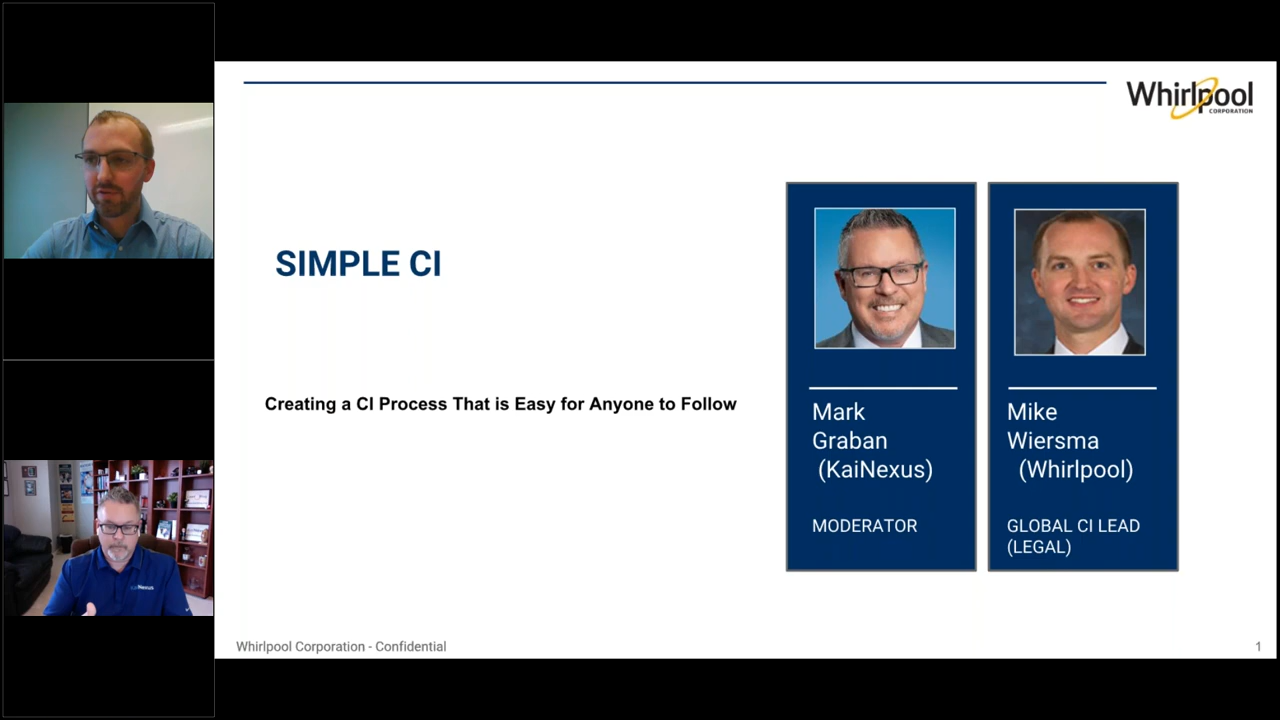 Whirlpool
CORPORATION
SIMPLE CI
Creating a CI Process That is Easy for Anyone to Follow
Mark
Graban
(KaiNexus)
MODERATOR
Mike
Wiersma
(Whirlpool)
GLOBAL CI LEAD
(LEGAL)
KaiNexus
Whirlpool Corporation - Confidential
1